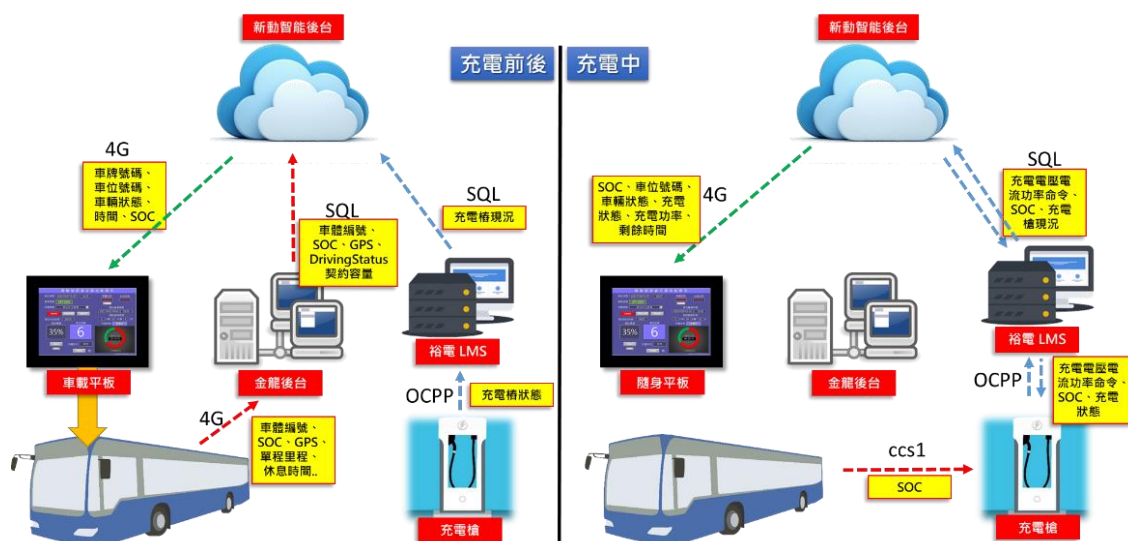 新動智能後台
充電前後
4G
車牌號碼、
車位號碼、
車輛狀態、
時間、SOC
SQL
車體編號、
SOC、GPS、
DrivingStatus
契約容量
SQL
充電樁現況
35%
6
車載平板
金龍後台
裕電 LMS
4G
車體編號、
SOC、GPS、
單程里程、
休息時間..
OCPP
充電樁狀態
充電槍
新動智能後台
充電中
SOC、車位號碼、
車輛狀態、充電
狀態、充電功率、
剩餘時間
4G
SQL
充電電壓電
流功率命令、
SOC、充電
槍現況
35%
6
隨身平板
金龍後台
裕電 LMS
OCPP
充電電壓電
流功率命令、
SOC、充電
狀態
ccs1
SOC
充電槍